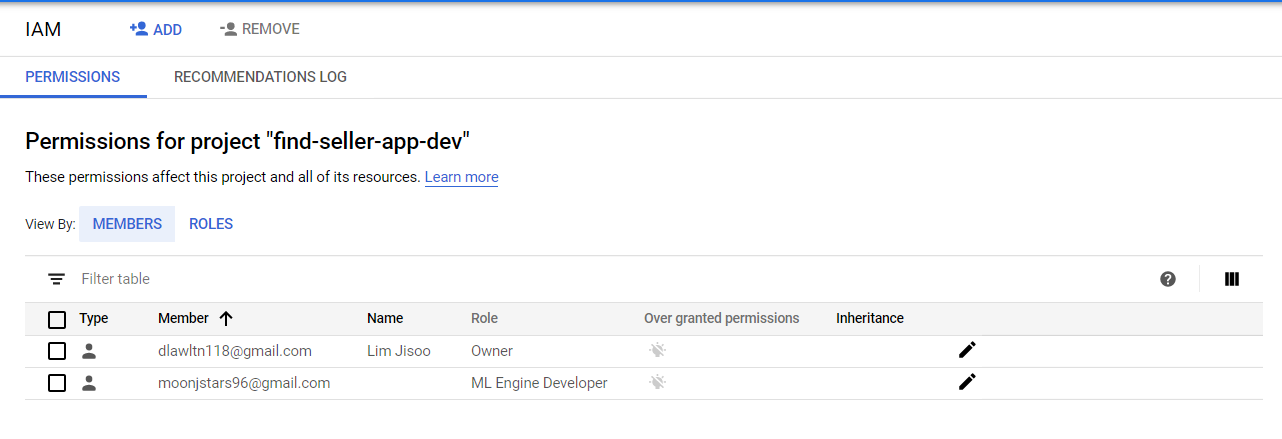 IAM ADD REMOVE
PERMISSIONS RECOMMENDATIONS LOG
Permissions for project "find-seller-app-dev"
These permissions affect this project and all of its resources. Learn more
View By: MEMBERS ROLES
Filter table
Type Member Name Role Over granted permissions Inheritance
dlawltn118@gmail.com Lim Jisoo Owner
moonjstars96@gmail.com ML Engine Developer